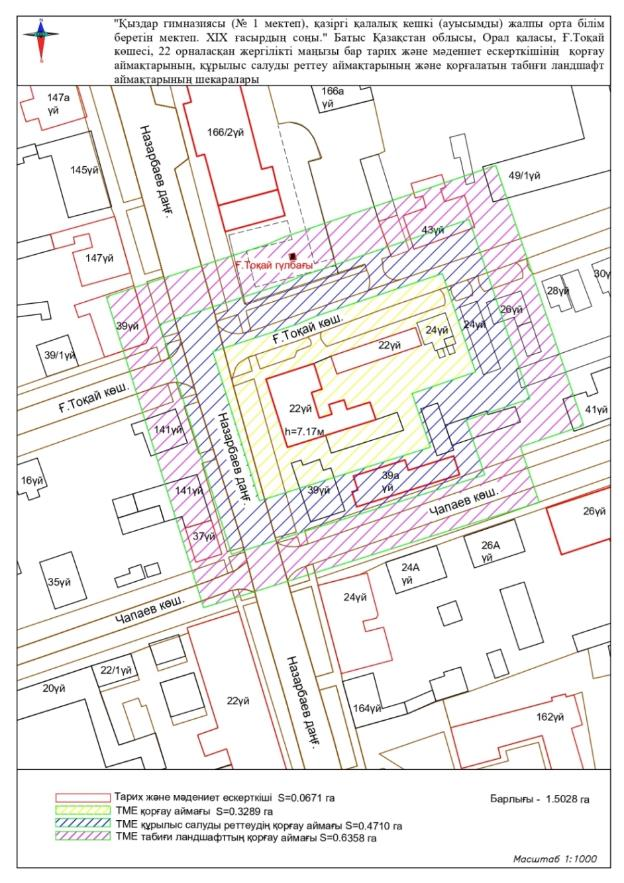 "Қыздар гимназиясы (№ 1 мектеп), қазіргі қалалық кешкі (ауысымды) жалпы орта білім
беретін мектеп. XIX ғасырдың соңы." Батыс Қазақстан облысы, Орал қаласы, Ғ.Тоқай
көшесі, 22 орналасқан жергілікті маңызы бар тарих және мәдениет ескерткішінің қорғау
аймақтарының, құрылыс салуды реттеу аймақтарының және қорғалатын табиғи ландшафт
аймақтарының шекаралары
147а
үй
166а
үй
166/2үй
Назарбаев даңғ.
145үй
49/1үй
43үй
147үй
Ғ.Тоқай гүлбағы
30ү
28үй
26үй
39үй
Ғ.Тоқай көш.
24үй
24үй
22үй
39/1үй
Ғ.Тоқай көш.
22үй
h=7.17м
41үй
141үй
Назарбаев даңғ.
16үй
39а
үй
39үй
141үй
Чапаев көш.
26үй
37үй
26А
үй
24А
үй
35үй
24үй
Чапаев көш.
22/1үй
20үй
22үй
Назарбаев даңғ.
164үй
162үй
Тарих және мәдениет ескерткіші S=0.0671 га
ТМЕ қорғау аймағы S=0.3289 га
ТМЕ құрылыс салуды реттеудің қорғау аймағы S=0.4710 га
ТМЕ табиғи ландшафттың қорғау аймағы S=0.6358 га
Барлығы - 1.5028 га
Масштаб 1:1000